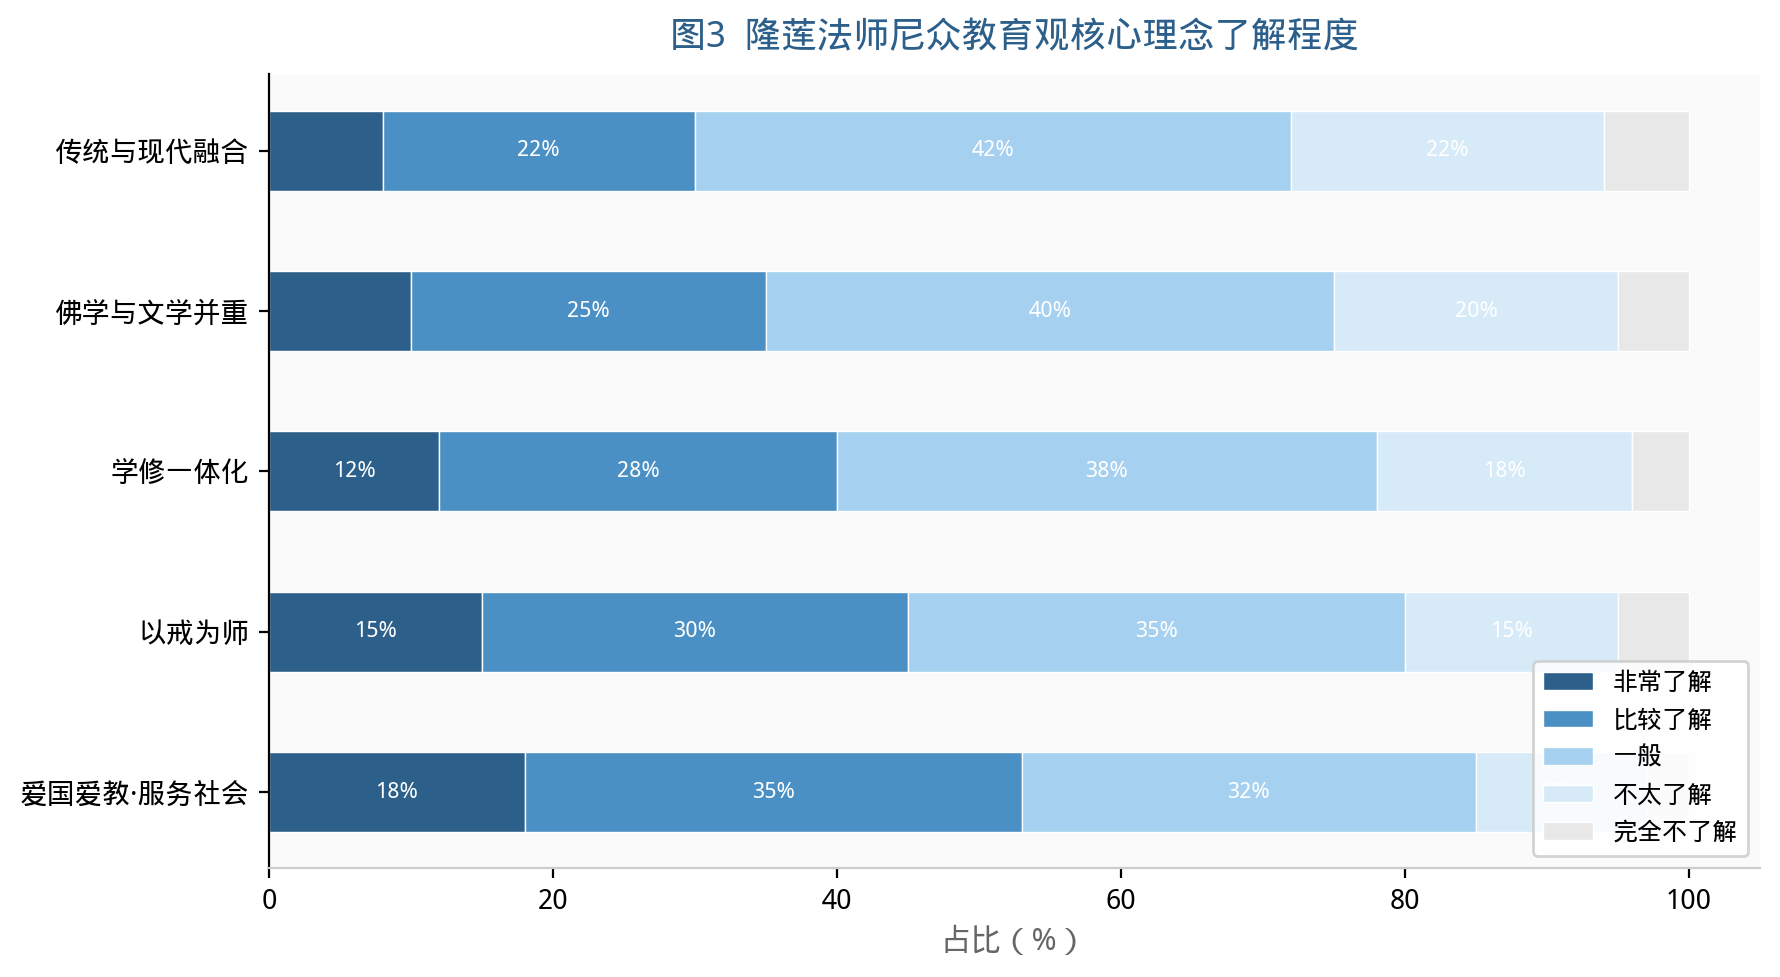 图3 隆莲法师尼众教育观核心理念了解程度
传统与现代融合 22% 42% 22%
佛学与文学并重 25% 40% 20%
学修一体化 12% 28% 38% 18%
以戒为师 15% 30% 35% 15%
爱国爱教·服务社会 18% 35% 32%
非常了解
比较了解
一般
不太了解
完全不了解
0 20 40 60 80 100
占比（%）